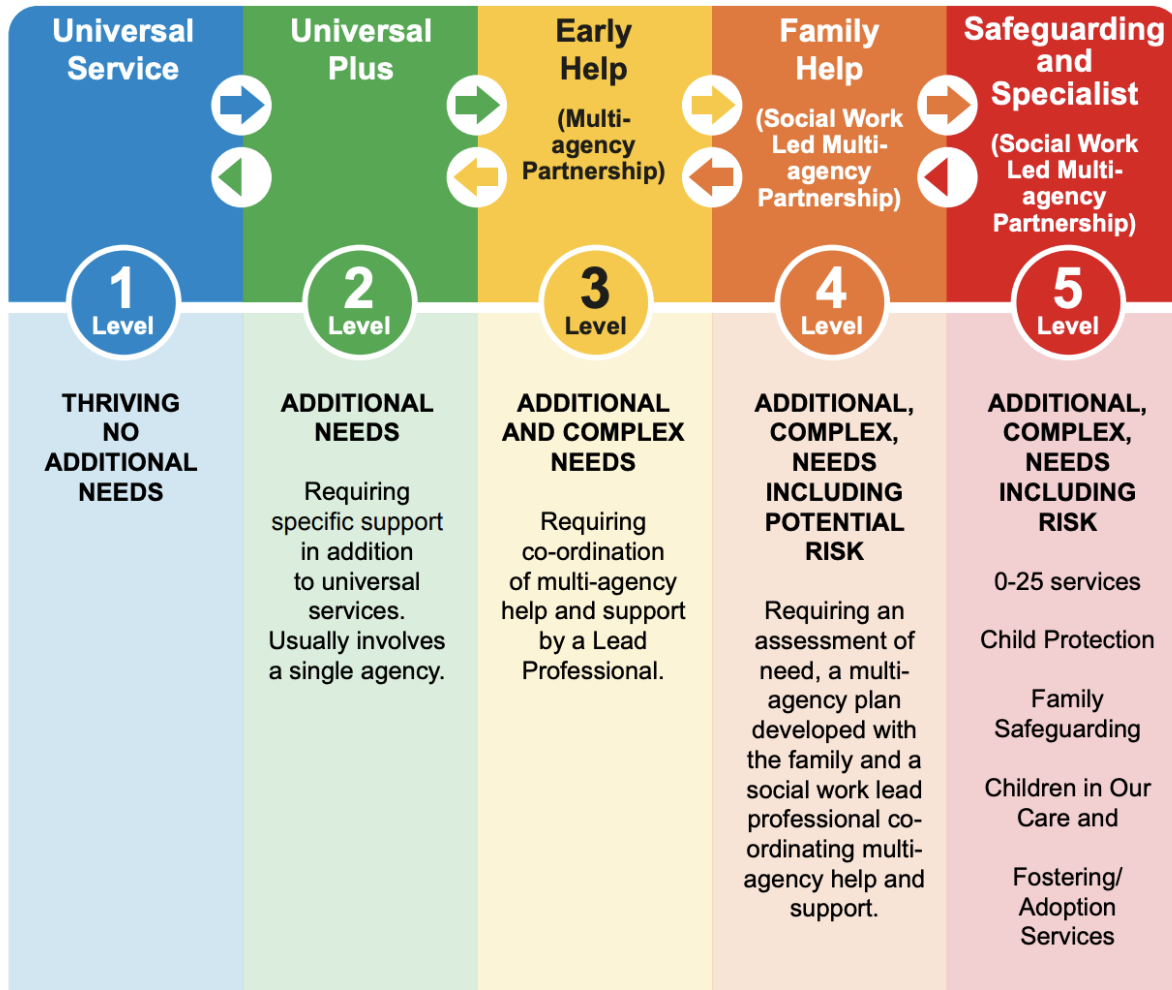 Universal
Service
Universal
Plus
Early
Help
(Multi-
agency
Partnership)
Family
Help
(Social Work
Led Multi-
agency
Partnership)
Safeguarding
and
Specialist
(Social Work
Led Multi-
agency
Partnership)
1
Level
2
Level
3
Level
4
Level
5
Level
THRIVING
NO
ADDITIONAL
NEEDS
ADDITIONAL
NEEDS
Requiring
specific support
in addition
to universal
services.
Usually involves
a single agency.
ADDITIONAL
AND COMPLEX
NEEDS
Requiring
co-ordination
of multi-agency
help and support
by a Lead
Professional.
ADDITIONAL,
COMPLEX,
NEEDS
INCLUDING
POTENTIAL
RISK
Requiring an
assessment of
need, a multi-
agency plan
developed with
the family and a
social work lead
professional co-
ordinating multi-
agency help and
support.
ADDITIONAL,
COMPLEX,
NEEDS
INCLUDING
RISK
0-25 services
Child Protection
Family
Safeguarding
Children in Our
Care and
Fostering/
Adoption
Services